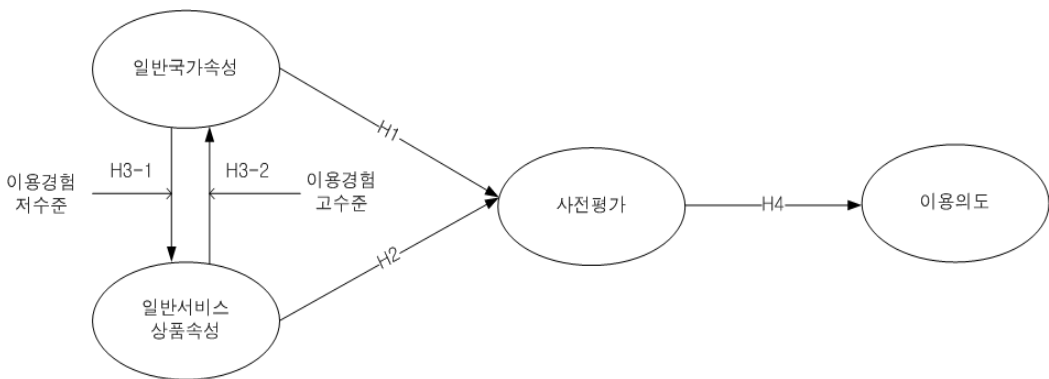 일반국가속성
H1
이용경험
저수준
H3-1
H3-2
이용경험
고수준
사전평가
H4
이용의도
H2
일반서비스
상품속성